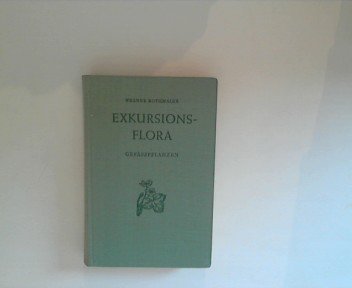 WERNER ROTHMALER
EXKURSIONS-
FLORA
GEFÄSSPFLANZEN